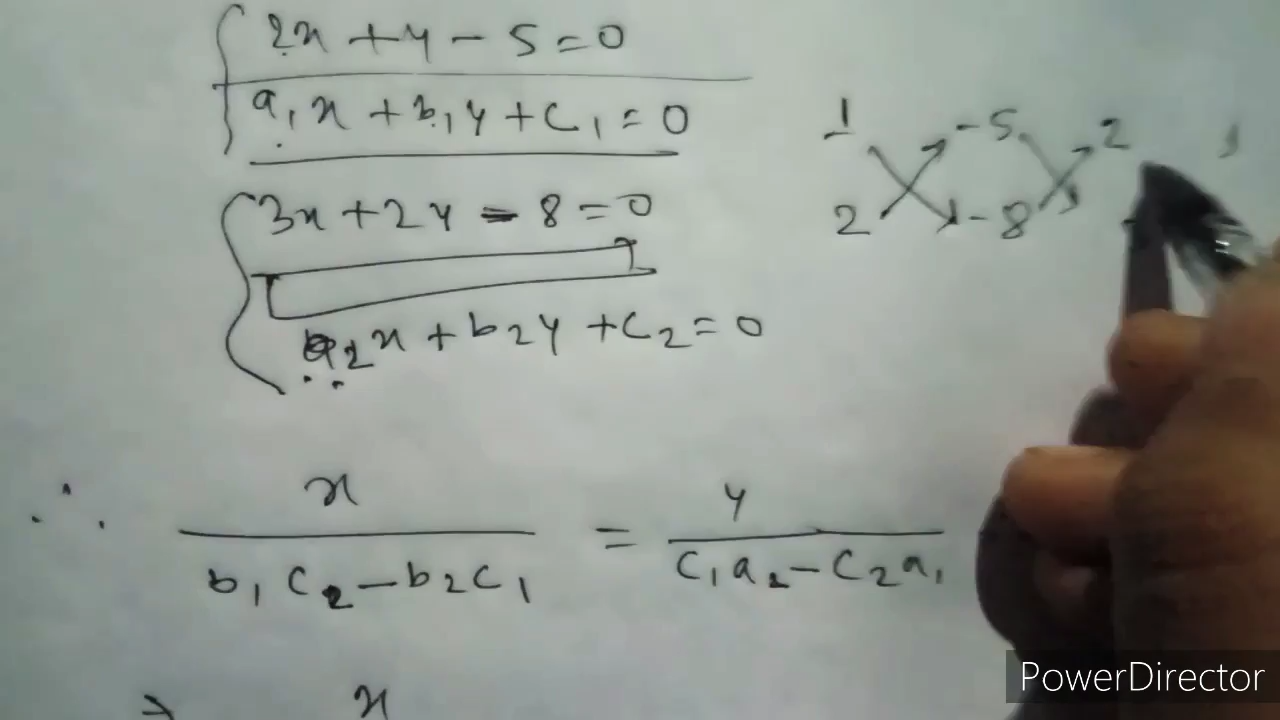 2x + y - 5 = 0
a₁x + b₁y + c₁ = 0
3x + 2y - 8 = 0
a₂x + b₂y + c₂ = 0
1 -5 2 1
2 -8
∴ x / (b₁c₂ - b₂c₁) = y / (c₁a₂ - c₂a₁)
⇒ x
PowerDirector